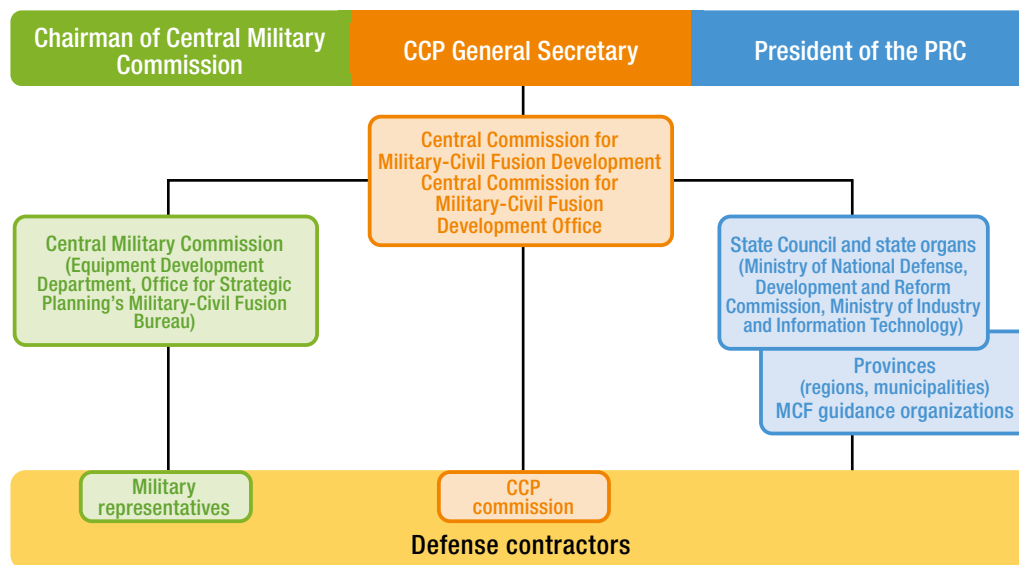 Chairman of Central Military
Commission
CCP General Secretary
President of the PRC
Central Commission for
Military-Civil Fusion Development
Central Commission for
Military-Civil Fusion
Development Office
Central Military Commission
(Equipment Development
Department, Office for Strategic
Planning's Military-Civil Fusion
Bureau)
State Council and state organs
(Ministry of National Defense,
Development and Reform
Commission, Ministry of Industry
and Information Technology)
Provinces
(regions, municipalities)
MCF guidance organizations
Military
representatives
CCP
commission
Defense contractors